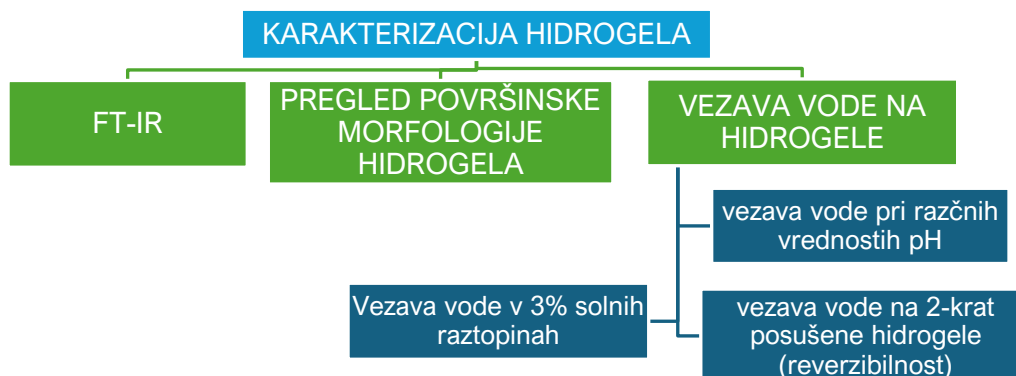 KARAKTERIZACIJA HIDROGELA
FT-IR
PREGLED POVRŠINSKE
MORFOLOGIJE
HIDROGELA
VEZAVA VODE NA
HIDROGELE
vezava vode pri razčnih
vrednostih pH
Vezava vode v 3% solnih
raztopinah
vezava vode na 2-krat
posušene hidrogele
(reverzibilnost)